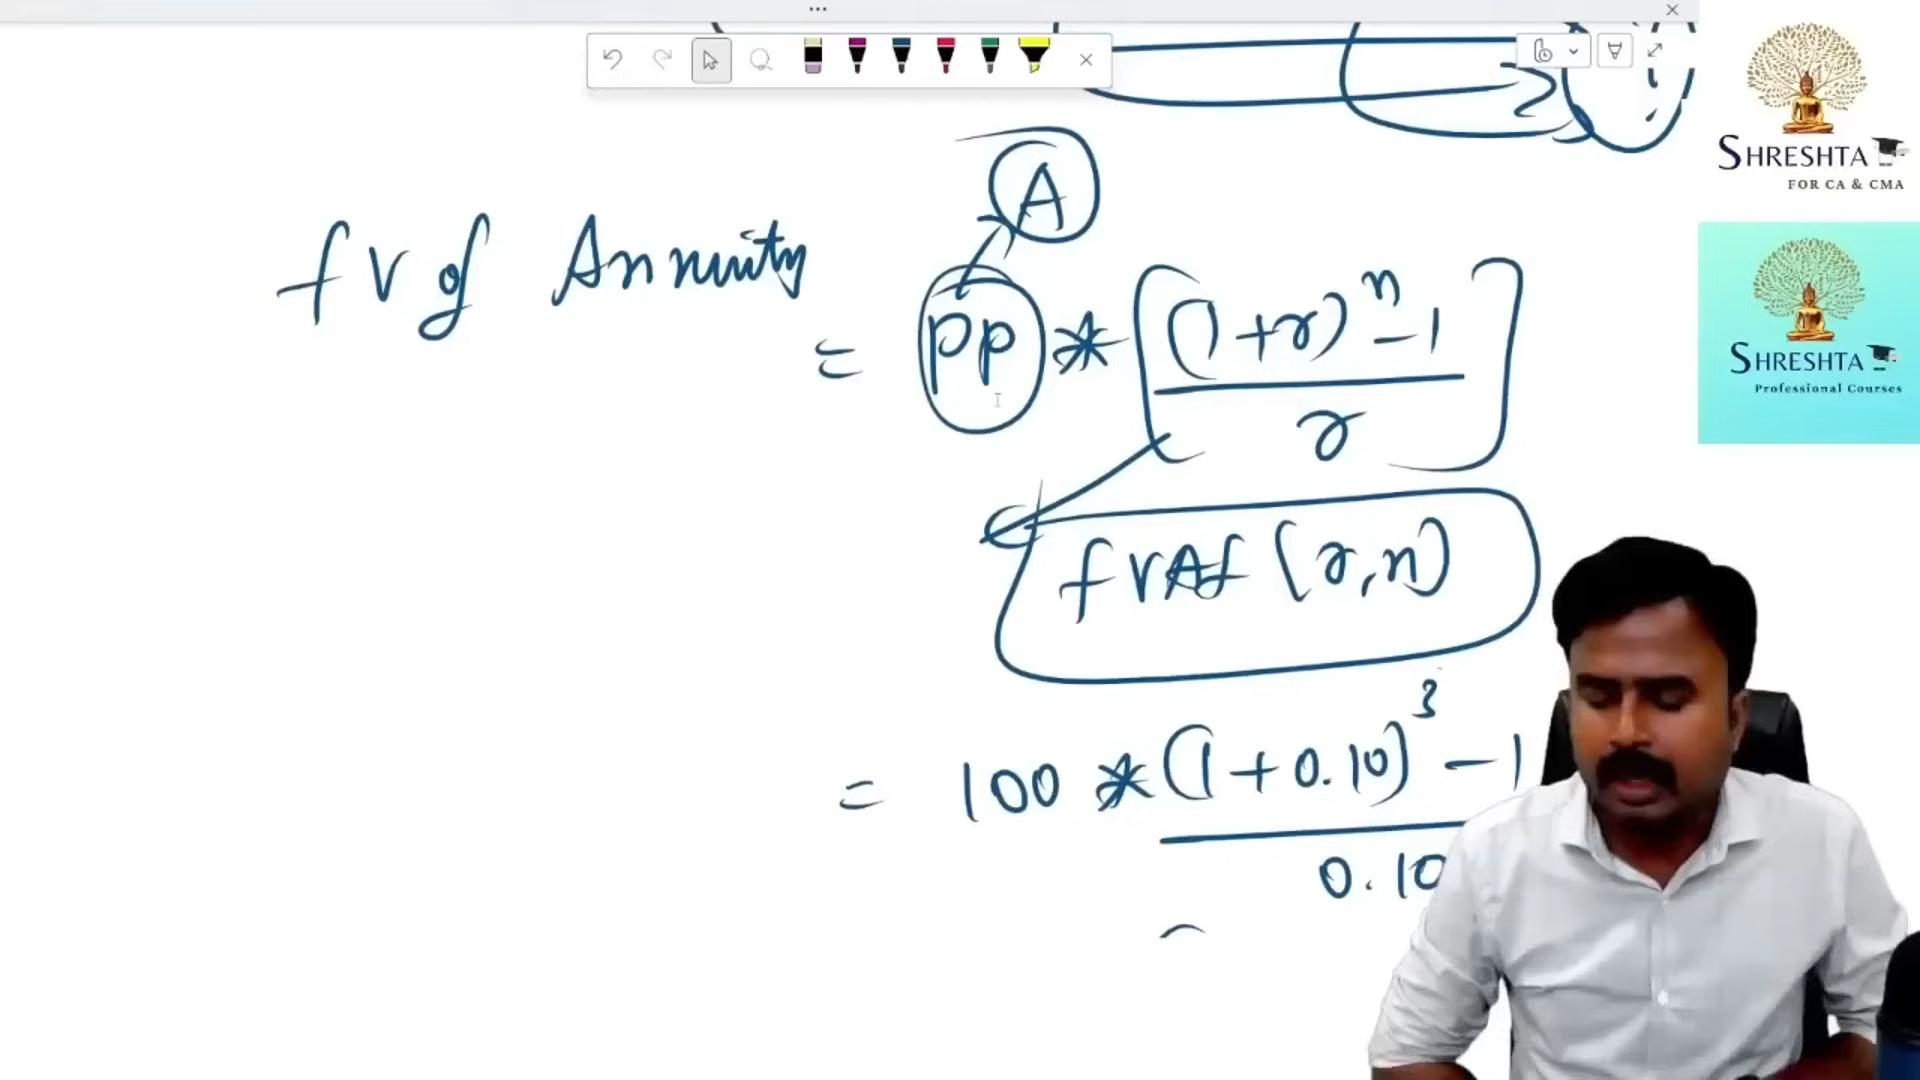 ...
SHRESHTA
FOR CA & CMA
SHRESHTA
Professional Courses
A
FV of Annuity
= PP * [(1+r)^n - 1 / r]
FVAF (r,n)
= 100 * (1+0.10)^3 - 1
0.10